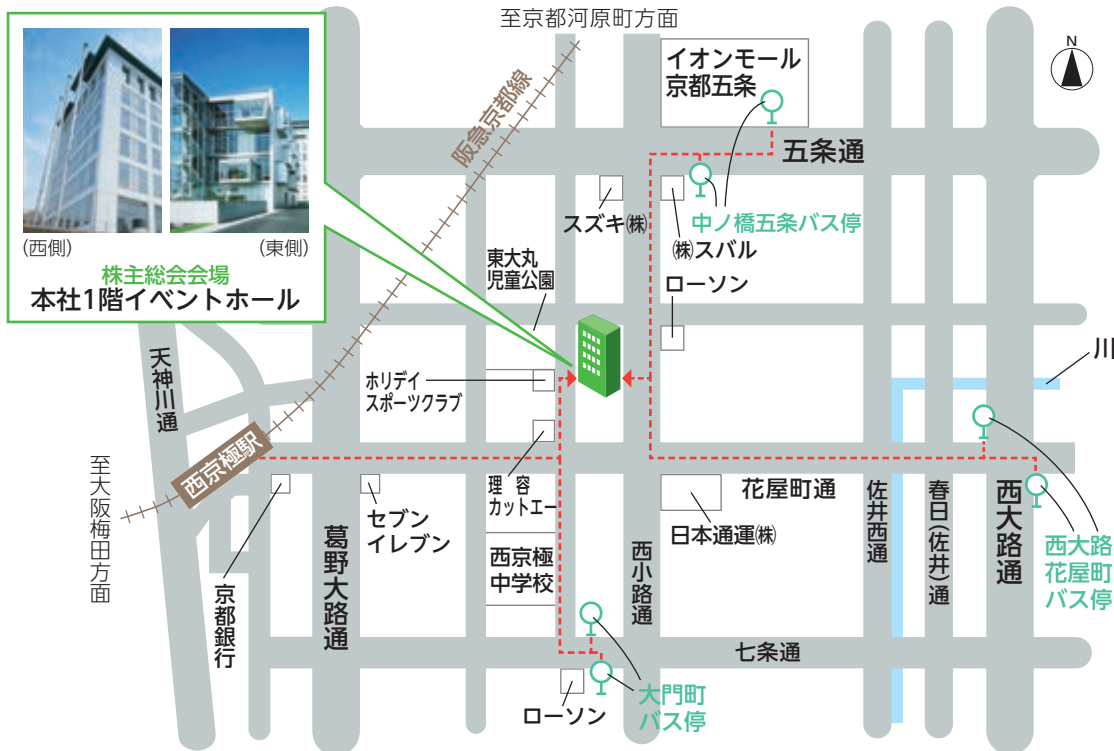 至京都河原町方面
N
イオンモール
京都五条
阪急京都線
五条通
(西側)
(東側)
株主総会会場
本社1階イベントホール
スズキ㈱
㈱スバル
中ノ橋五条バス停
東大丸
児童公園
ローソン
川
天神川通
ホリデイ
スポーツクラブ
西京極駅
至大阪梅田方面
理 容
カットエー
セブン
イレブン
花屋町通
日本通運㈱
佐井西通
春日(佐井)通
西大路通
西大路
花屋町
バス停
京都銀行
葛野大路通
西京極
中学校
西小路通
七条通
大門町
バス停
ローソン